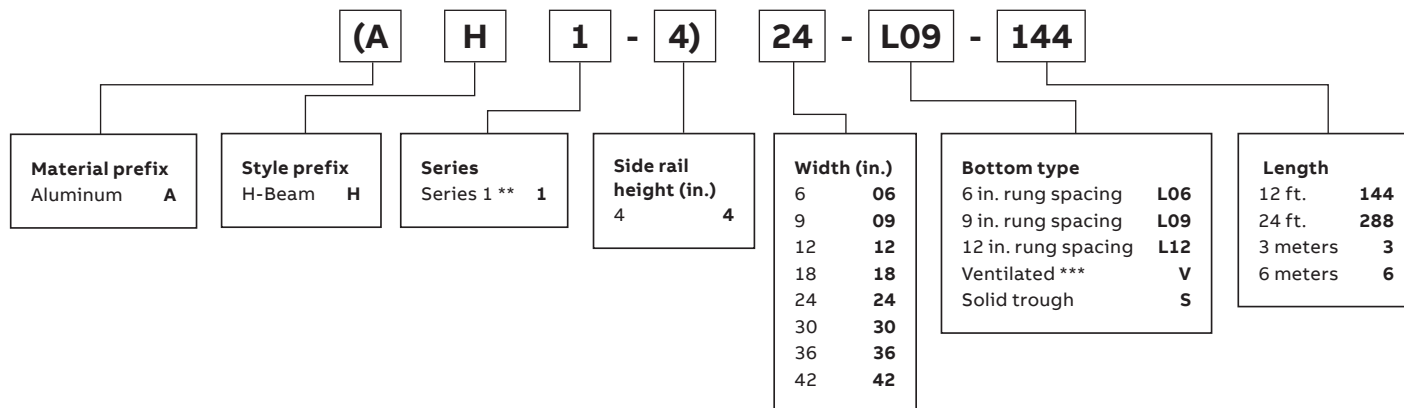 (A H 1 - 4) 24 - L09 - 144
Material prefix
Aluminum A
Style prefix
H-Beam H
Series
Series 1 ** 1
Side rail
height (in.)
4 4
Width (in.)
6 06
9 09
12 12
18 18
24 24
30 30
36 36
42 42
Bottom type
6 in. rung spacing L06
9 in. rung spacing L09
12 in. rung spacing L12
Ventilated *** V
Solid trough S
Length
12 ft. 144
24 ft. 288
3 meters 3
6 meters 6